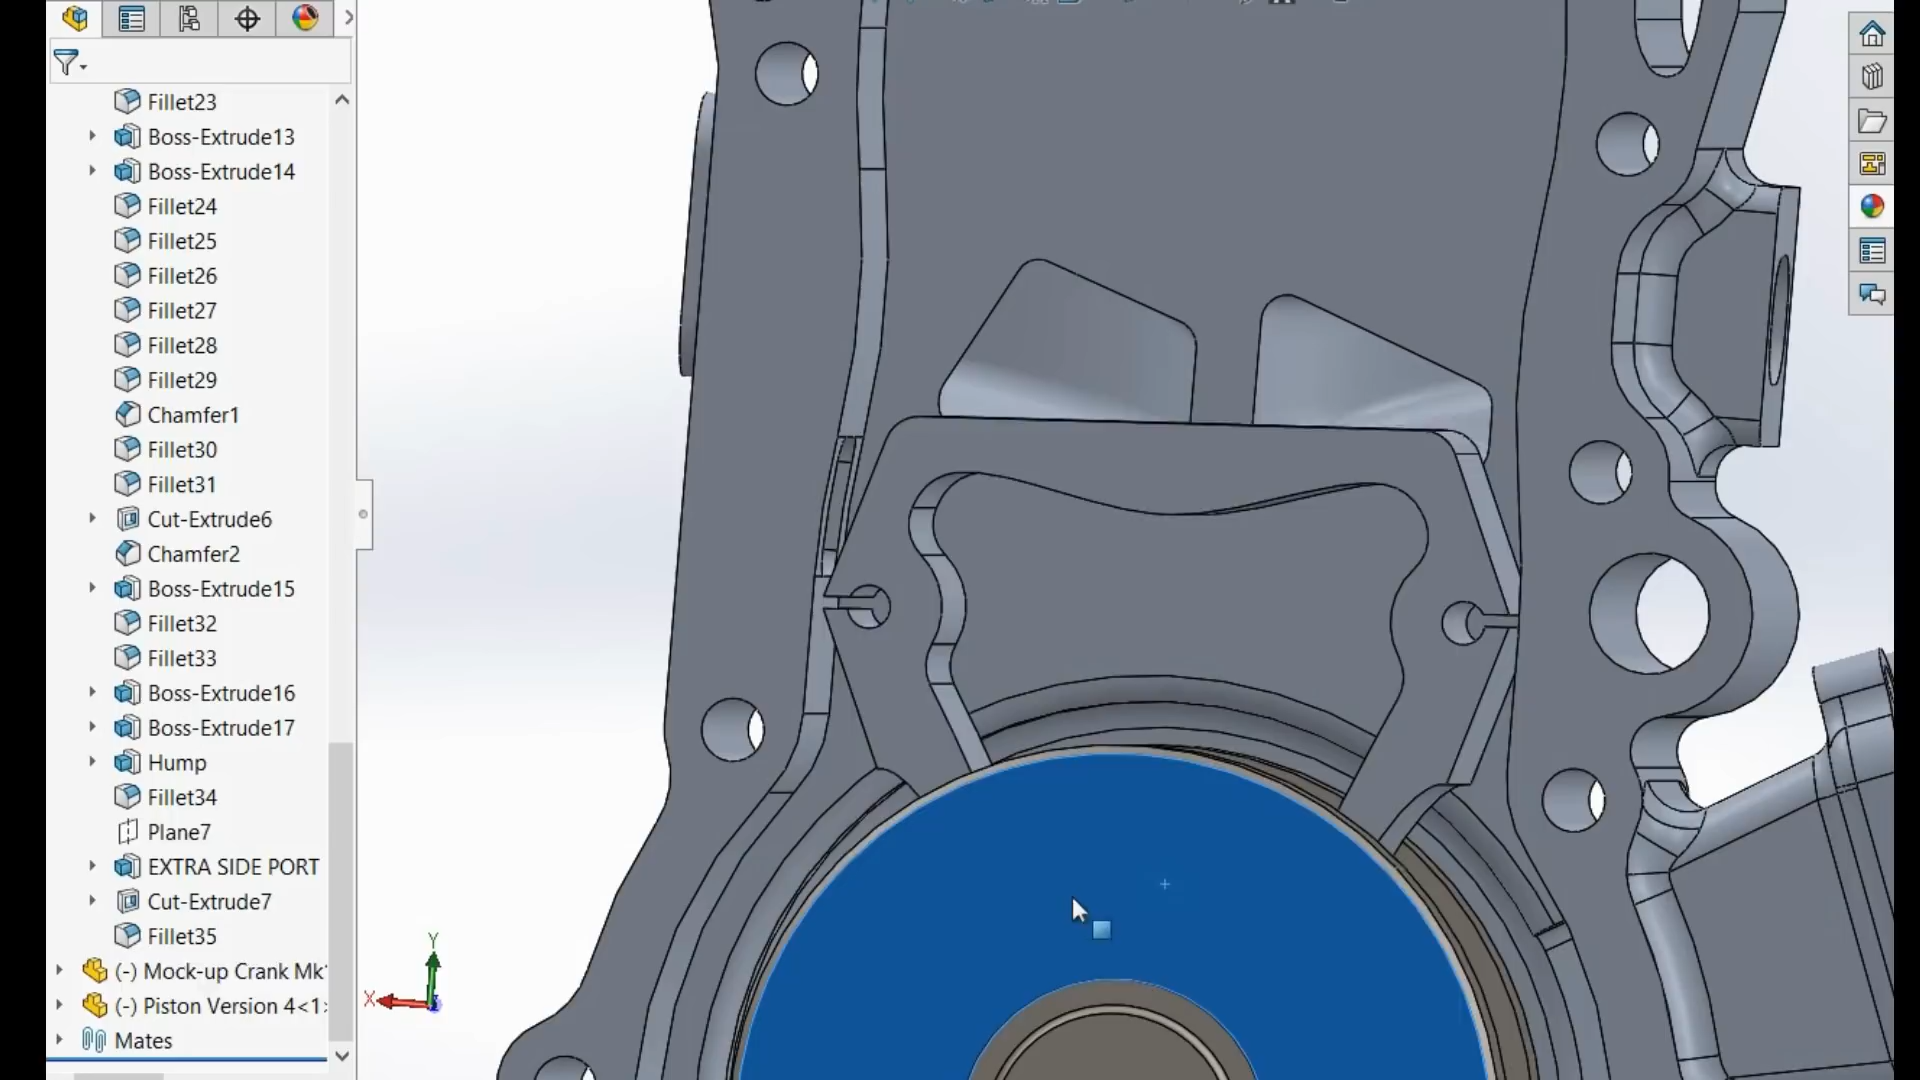 Fillet23
Boss-Extrude13
Boss-Extrude14
Fillet24
Fillet25
Fillet26
Fillet27
Fillet28
Fillet29
Chamfer1
Fillet30
Fillet31
Cut-Extrude6
Chamfer2
Boss-Extrude15
Fillet32
Fillet33
Boss-Extrude16
Boss-Extrude17
Hump
Fillet34
Plane7
EXTRA SIDE PORT
Cut-Extrude7
Fillet35
(-) Mock-up Crank Mk
(-) Piston Version 4<1>
Mates
Y
X